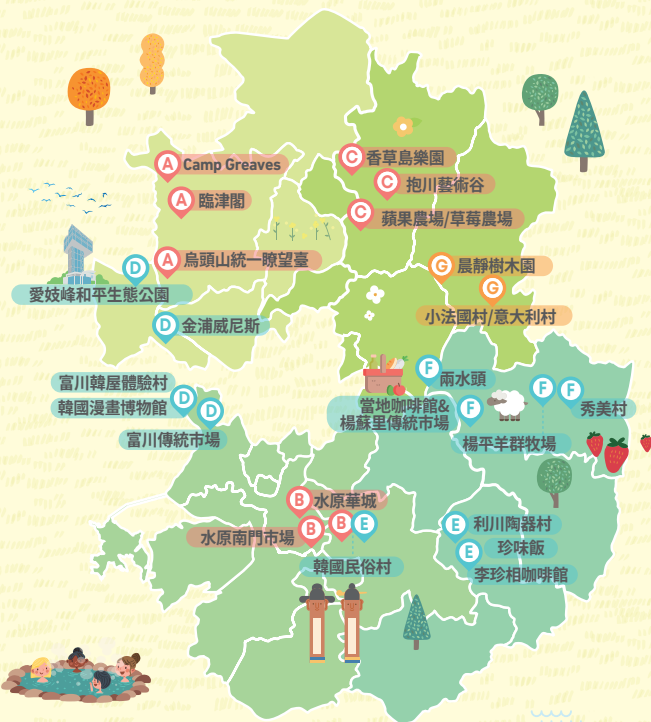 A Camp Greaves
A 臨津閣
C 香草島樂園
C 抱川藝術谷
C 蘋果農場/草莓農場
A 烏頭山統一瞭望臺
D
愛妓峰和平生態公園
G 晨靜樹木園
G
小法國村/意大利村
D 金浦威尼斯
富川韓屋體驗村
韓國漫畫博物館 D
D
富川傳統市場
F 兩水頭
當地咖啡館&
楊蘇里傳統市場 F
F F
秀美村
楊平羊群牧場
B 水原華城
水原南門市場 B
B E
韓國民俗村
E 利川陶器村
E 珍味飯
李珍相咖啡館